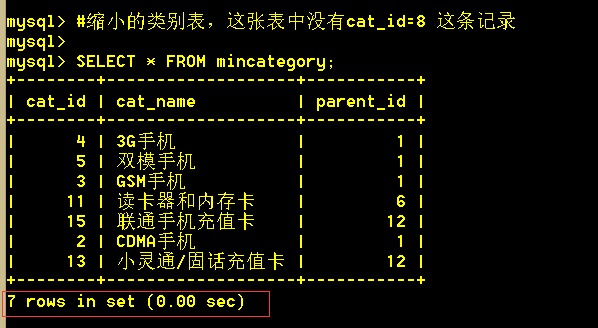 mysql> #缩小的类别表，这张表中没有cat_id=8 这条记录
mysql>
mysql> SELECT * FROM mincategory;
+--------+-------------------+-----------+
| cat_id | cat_name          | parent_id |
+--------+-------------------+-----------+
|      4 | 3G手机            |         1 |
|      5 | 双模手机          |         1 |
|      3 | GSM手机           |         1 |
|     11 | 读卡器和内存卡    |         6 |
|     15 | 联通手机充值卡    |        12 |
|      2 | CDMA手机          |         1 |
|     13 | 小灵通/固话充值卡 |        12 |
+--------+-------------------+-----------+
7 rows in set (0.00 sec)